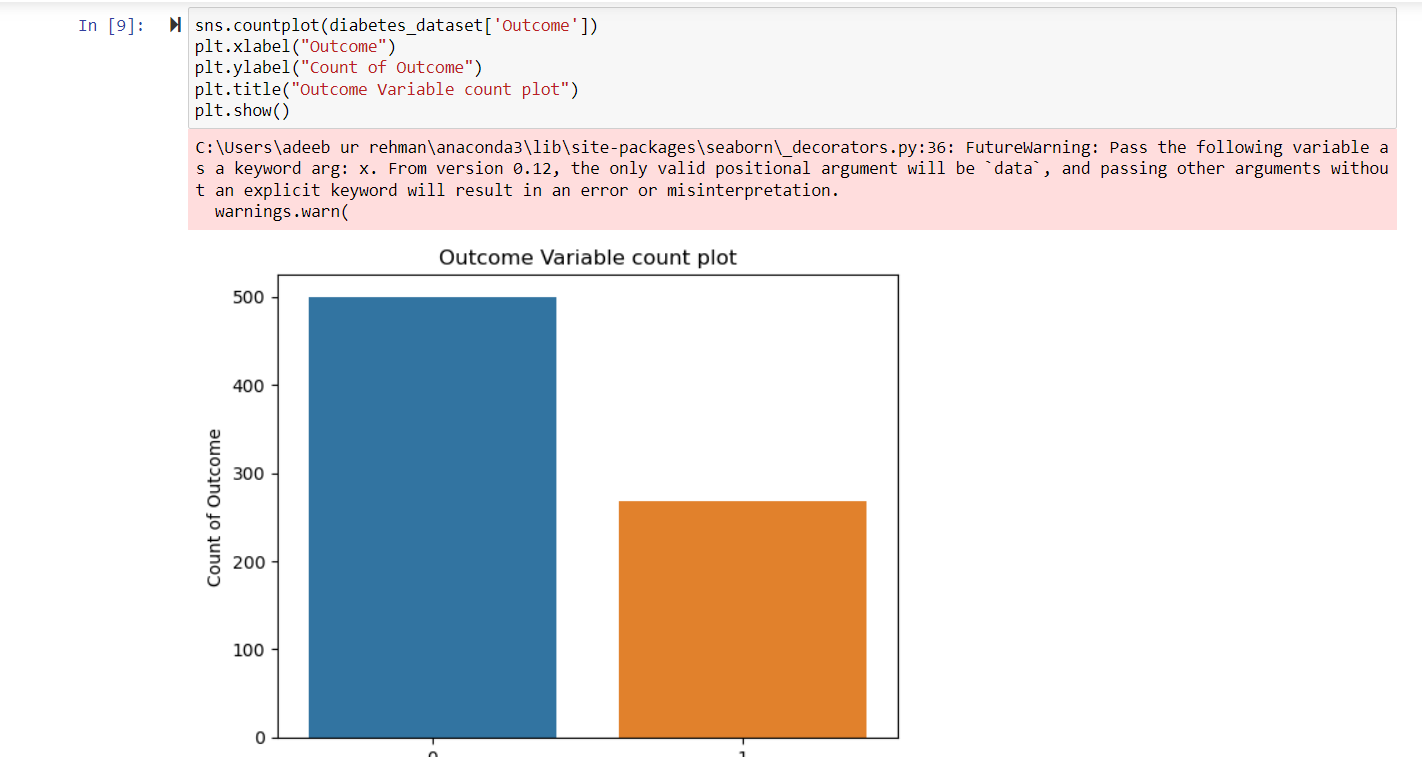 In [9]:
sns.countplot(diabetes_dataset['Outcome'])
plt.xlabel("Outcome")
plt.ylabel("Count of Outcome")
plt.title("Outcome Variable count plot")
plt.show()
C:\Users\adeeb ur rehman\anaconda3\lib\site-packages\seaborn\_decorators.py:36: FutureWarning: Pass the following variable a
s a keyword arg: x. From version 0.12, the only valid positional argument will be `data`, and passing other arguments withou
t an explicit keyword will result in an error or misinterpretation.
  warnings.warn(
Outcome Variable count plot
500
400
300
200
100
0
Count of Outcome
0 1